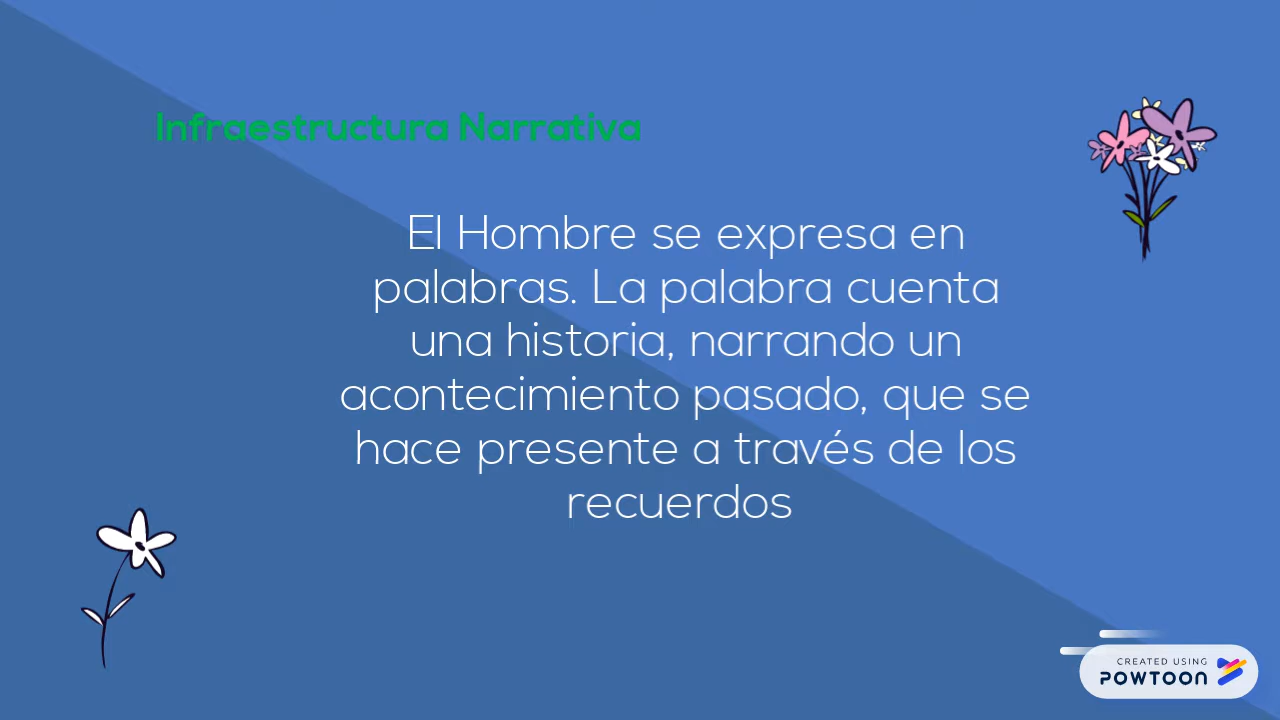 Infraestructura Narrativa
El Hombre se expresa en
palabras. La palabra cuenta
una historia, narrando un
acontecimiento pasado, que se
hace presente a través de los
recuerdos
CREATED USING
POWTOON